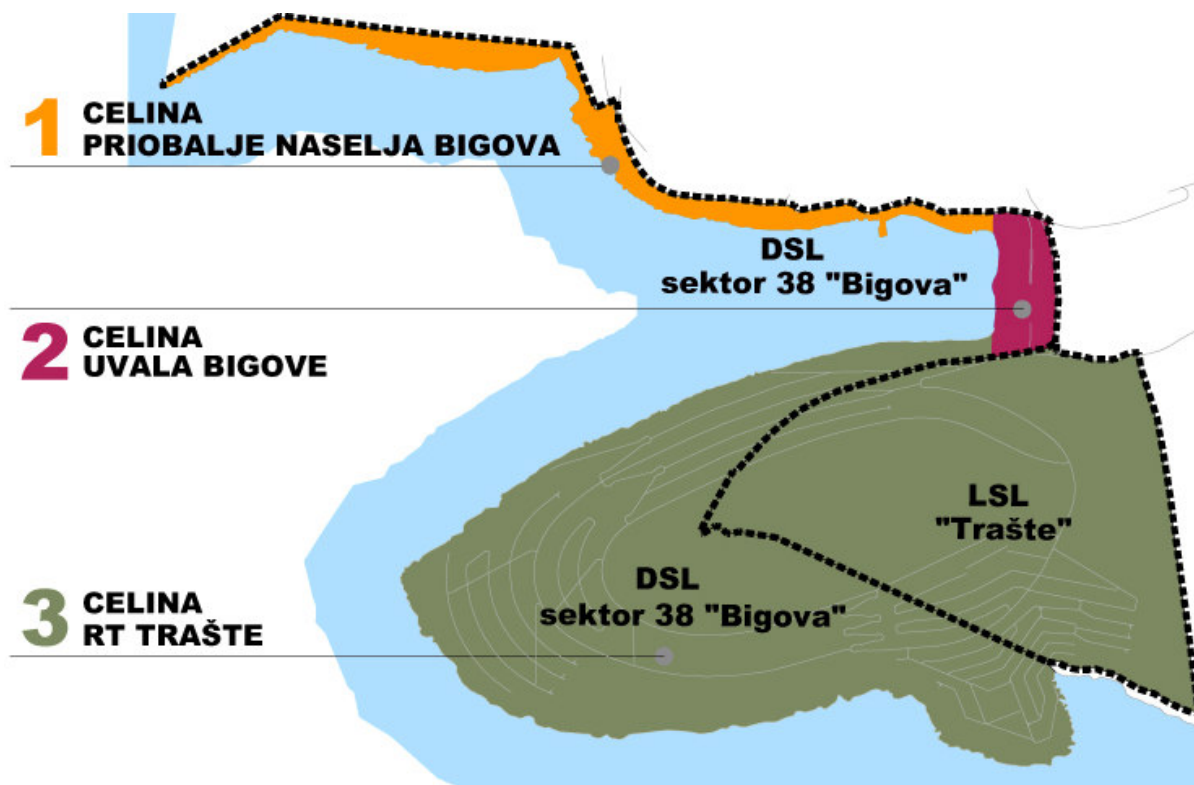 1 CELINA
PRIOBALJE NASELJA BIGOVA
DSL
sektor 38 "Bigova"
2 CELINA
UVALA BIGOVE
LSL
"Trašte"
DSL
sektor 38 "Bigova"
3 CELINA
RT TRAŠTE